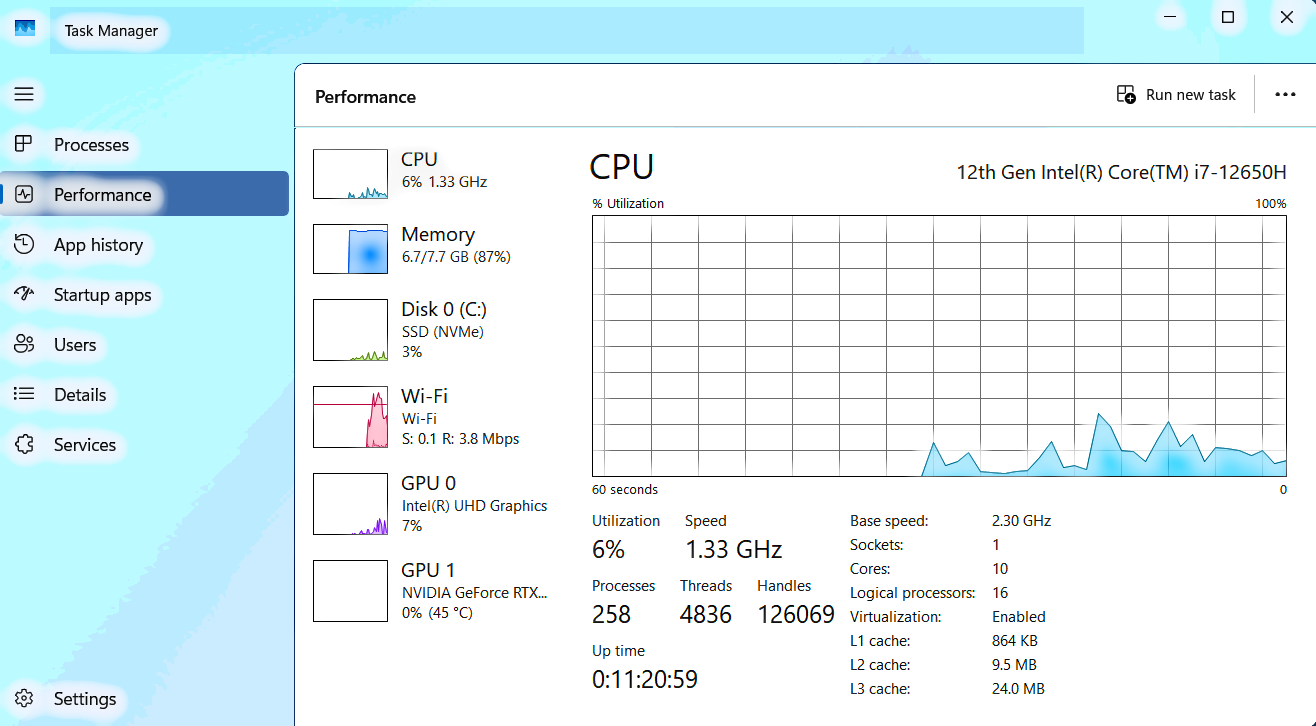 Task Manager
Processes
Performance
App history
Startup apps
Users
Details
Services
Settings
Performance
Run new task
CPU
6% 1.33 GHz
Memory
6.7/7.7 GB (87%)
Disk 0 (C:)
SSD (NVMe)
3%
Wi-Fi
Wi-Fi
S: 0.1 R: 3.8 Mbps
GPU 0
Intel(R) UHD Graphics
7%
GPU 1
NVIDIA GeForce RTX...
0% (45 °C)
CPU
12th Gen Intel(R) Core(TM) i7-12650H
% Utilization
100%
60 seconds
0
Utilization Speed
6% 1.33 GHz
Processes Threads Handles
258 4836 126069
Up time
0:11:20:59
Base speed: 2.30 GHz
Sockets: 1
Cores: 10
Logical processors: 16
Virtualization: Enabled
L1 cache: 864 KB
L2 cache: 9.5 MB
L3 cache: 24.0 MB